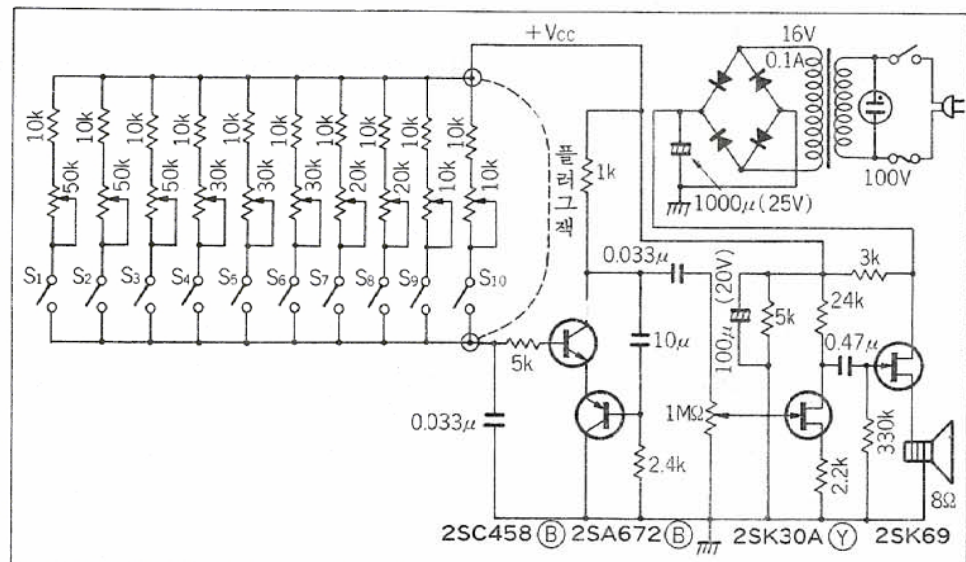 +Vcc
16V
0.1A
100V
1000μ(25V)
10k 10k 10k 10k 10k 10k 10k 10k 10k 10k
50k 50k 50k 30k 30k 30k 20k 20k 10k 10k
플러그잭
1k
S1 S2 S3 S4 S5 S6 S7 S8 S9 S10
0.033μ
100μ(20V)
3k
5k
24k
5k
10μ
0.47μ
0.033μ
1MΩ
2.4k
2.2k
330k
8Ω
2SC458 Ⓑ 2SA672 Ⓑ 2SK30A Ⓨ 2SK69